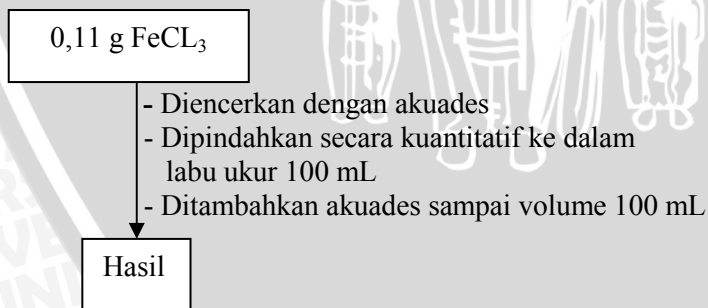 0,11 g FeCL₃
- Diencerkan dengan akuades
- Dipindahkan secara kuantitatif ke dalam
labu ukur 100 mL
- Ditambahkan akuades sampai volume 100 mL
Hasil